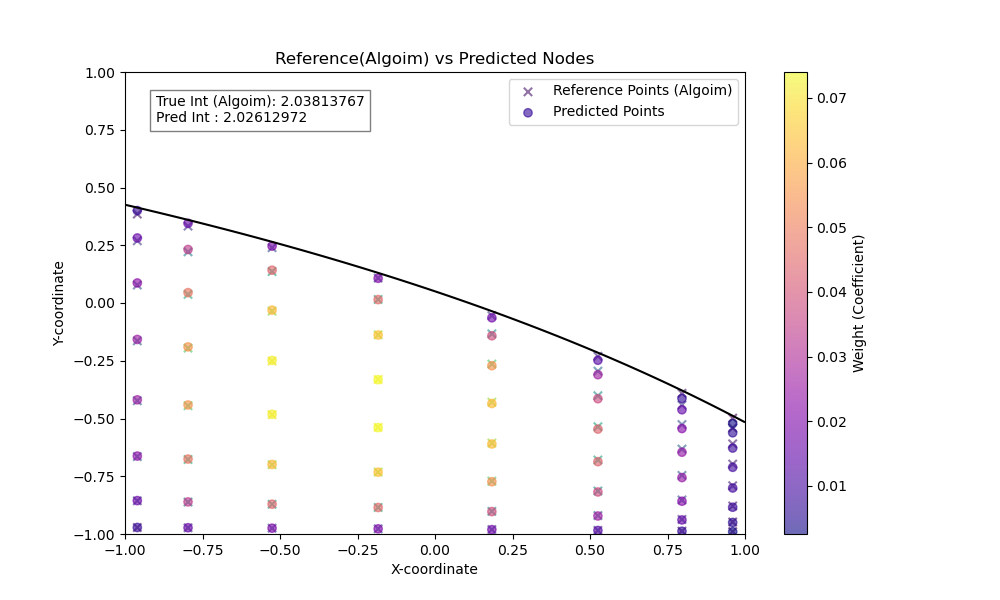 Reference(Algoim) vs Predicted Nodes
True Int (Algoim): 2.03813767
Pred Int : 2.02612972
Reference Points (Algoim)
Predicted Points
1.00
0.75
0.50
0.25
0.00
−0.25
−0.50
−0.75
−1.00
Y-coordinate
−1.00 −0.75 −0.50 −0.25 0.00 0.25 0.50 0.75 1.00
X-coordinate
0.07
0.06
0.05
0.04
0.03
0.02
0.01
Weight (Coefficient)